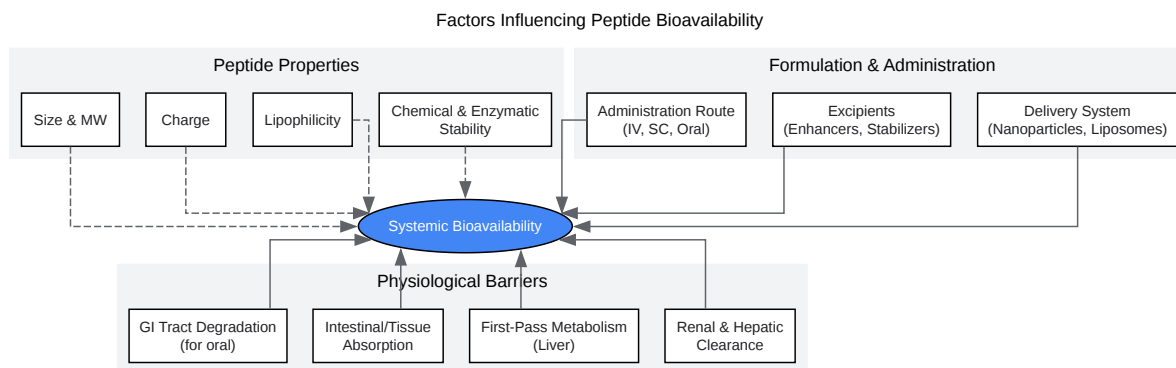 Factors Influencing Peptide Bioavailability
Peptide Properties
Size & MW
Charge
Lipophilicity
Chemical & Enzymatic
Stability
Formulation & Administration
Administration Route
(IV, SC, Oral)
Excipients
(Enhancers, Stabilizers)
Delivery System
(Nanoparticles, Liposomes)
Systemic Bioavailability
Physiological Barriers
GI Tract Degradation
(for oral)
Intestinal/Tissue
Absorption
First-Pass Metabolism
(Liver)
Renal & Hepatic
Clearance